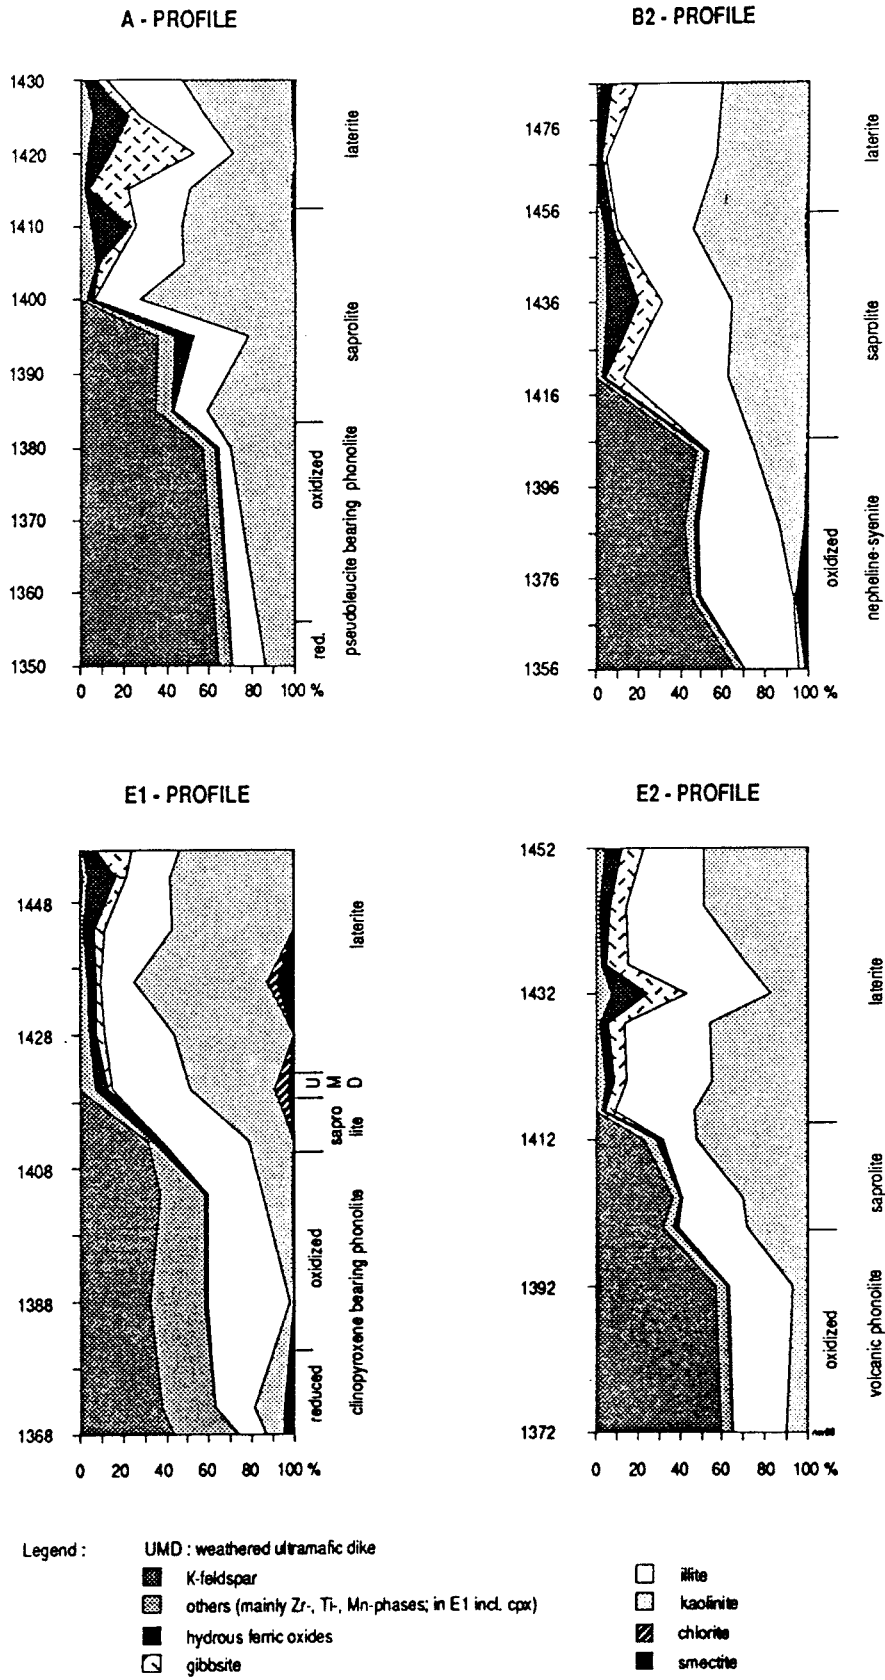 A - PROFILE
1430
1420
1410
1400
1390
1380
1370
1360
1350
0 20 40 60 80 100 %
laterite
saprolite
oxidized
red.
pseudoleucite bearing phonolite
B2 - PROFILE
1476
1456
1436
1416
1396
1376
1356
0 20 40 60 80 100 %
laterite
saprolite
oxidized
nepheline-syenite
E1 - PROFILE
1448
1428
1408
1388
1368
0 20 40 60 80 100 %
laterite
U M D
sapro
lite
oxidized
reduced
clinopyroxene bearing phonolite
E2 - PROFILE
1452
1432
1412
1392
1372
0 20 40 60 80 100 %
laterite
saprolite
oxidized
volcanic phonolite
Legend :
UMD : weathered ultramafic dike
K-feldspar
others (mainly Zr-, Ti-, Mn-phases; in E1 incl. cpx)
hydrous ferric oxides
gibbsite
illite
kaolinite
chlorite
smectite